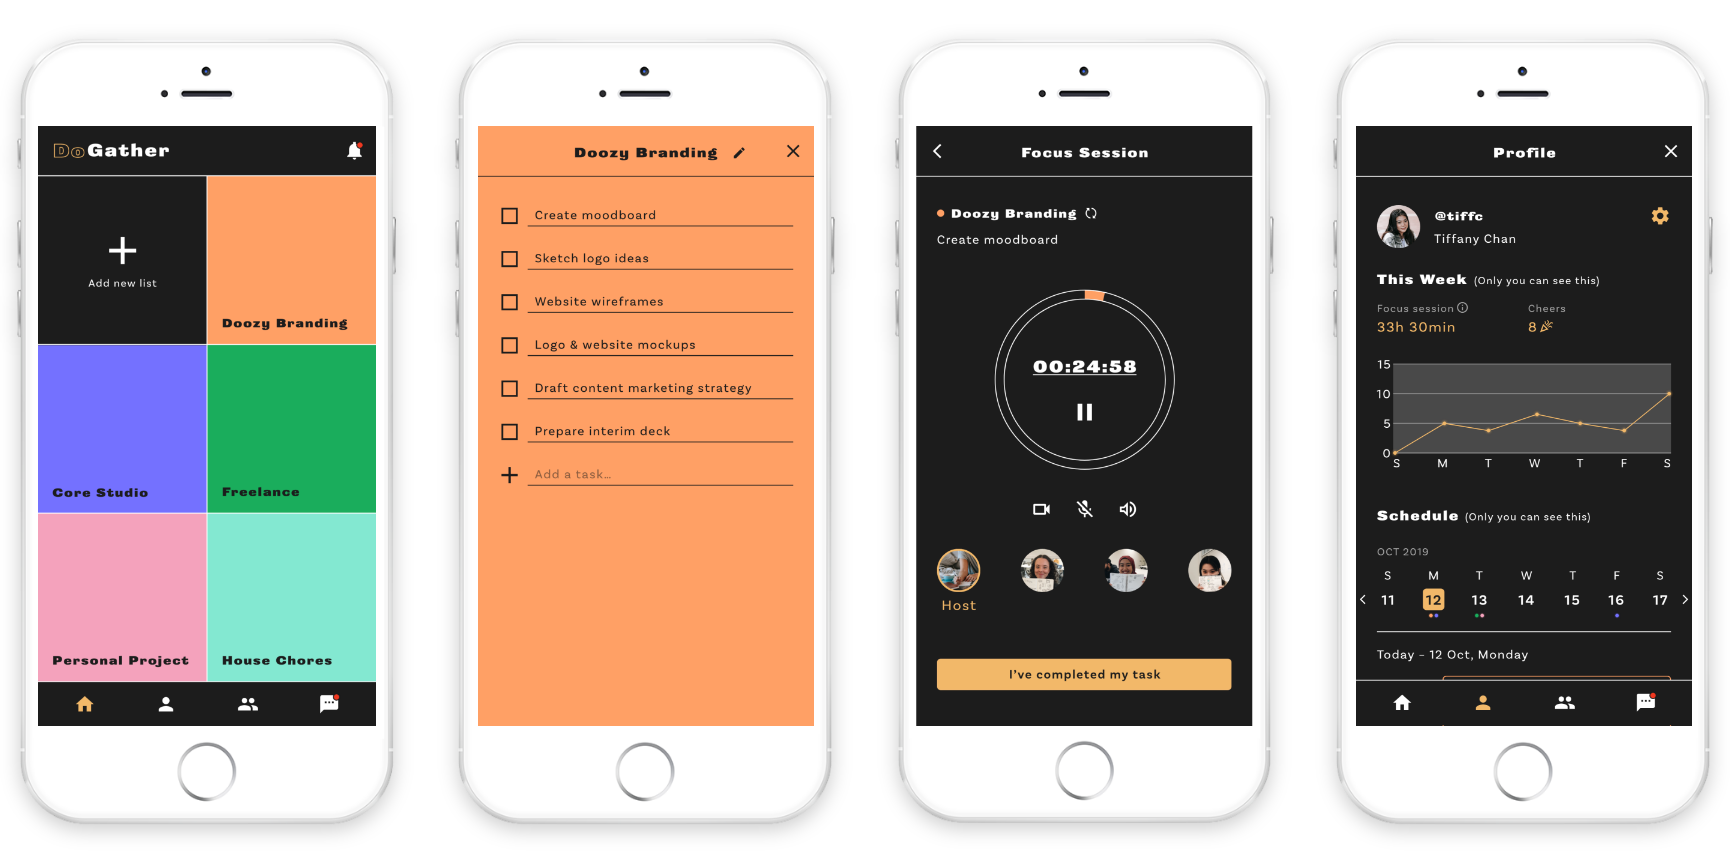 DoGather
Add new list
Doozy Branding
Core Studio
Freelance
Personal Project
House Chores
Doozy Branding
Create moodboard
Sketch logo ideas
Website wireframes
Logo & website mockups
Draft content marketing strategy
Prepare interim deck
Add a task...
Focus Session
Doozy Branding
Create moodboard
00:24:58
Host
I've completed my task
Profile
@tiffc
Tiffany Chan
This Week (Only you can see this)
Focus session Cheers
33h 30min 8
15
10
5
0
S M T W T F S
Schedule (Only you can see this)
OCT 2019
S M T W T F S
11 12 13 14 15 16 17
Today – 12 Oct, Monday